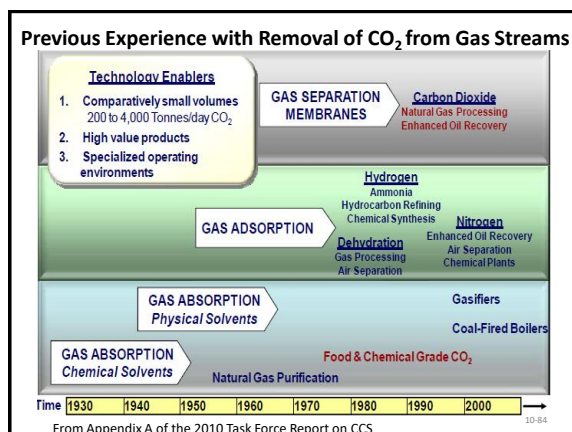 Previous Experience with Removal of CO₂ from Gas Streams
Technology Enablers
1. Comparatively small volumes
200 to 4,000 Tonnes/day CO₂
2. High value products
3. Specialized operating
environments
GAS SEPARATION
MEMBRANES
Carbon Dioxide
Natural Gas Processing
Enhanced Oil Recovery
GAS ADSORPTION
Hydrogen
Ammonia
Hydrocarbon Refining
Chemical Synthesis
Dehydration
Gas Processing
Air Separation
Nitrogen
Enhanced Oil Recovery
Air Separation
Chemical Plants
GAS ABSORPTION
Physical Solvents
Gasifiers
Coal-Fired Boilers
GAS ABSORPTION
Chemical Solvents
Food & Chemical Grade CO₂
Natural Gas Purification
Time 1930 1940 1950 1960 1970 1980 1990 2000
From Appendix A of the 2010 Task Force Report on CCS
10-84